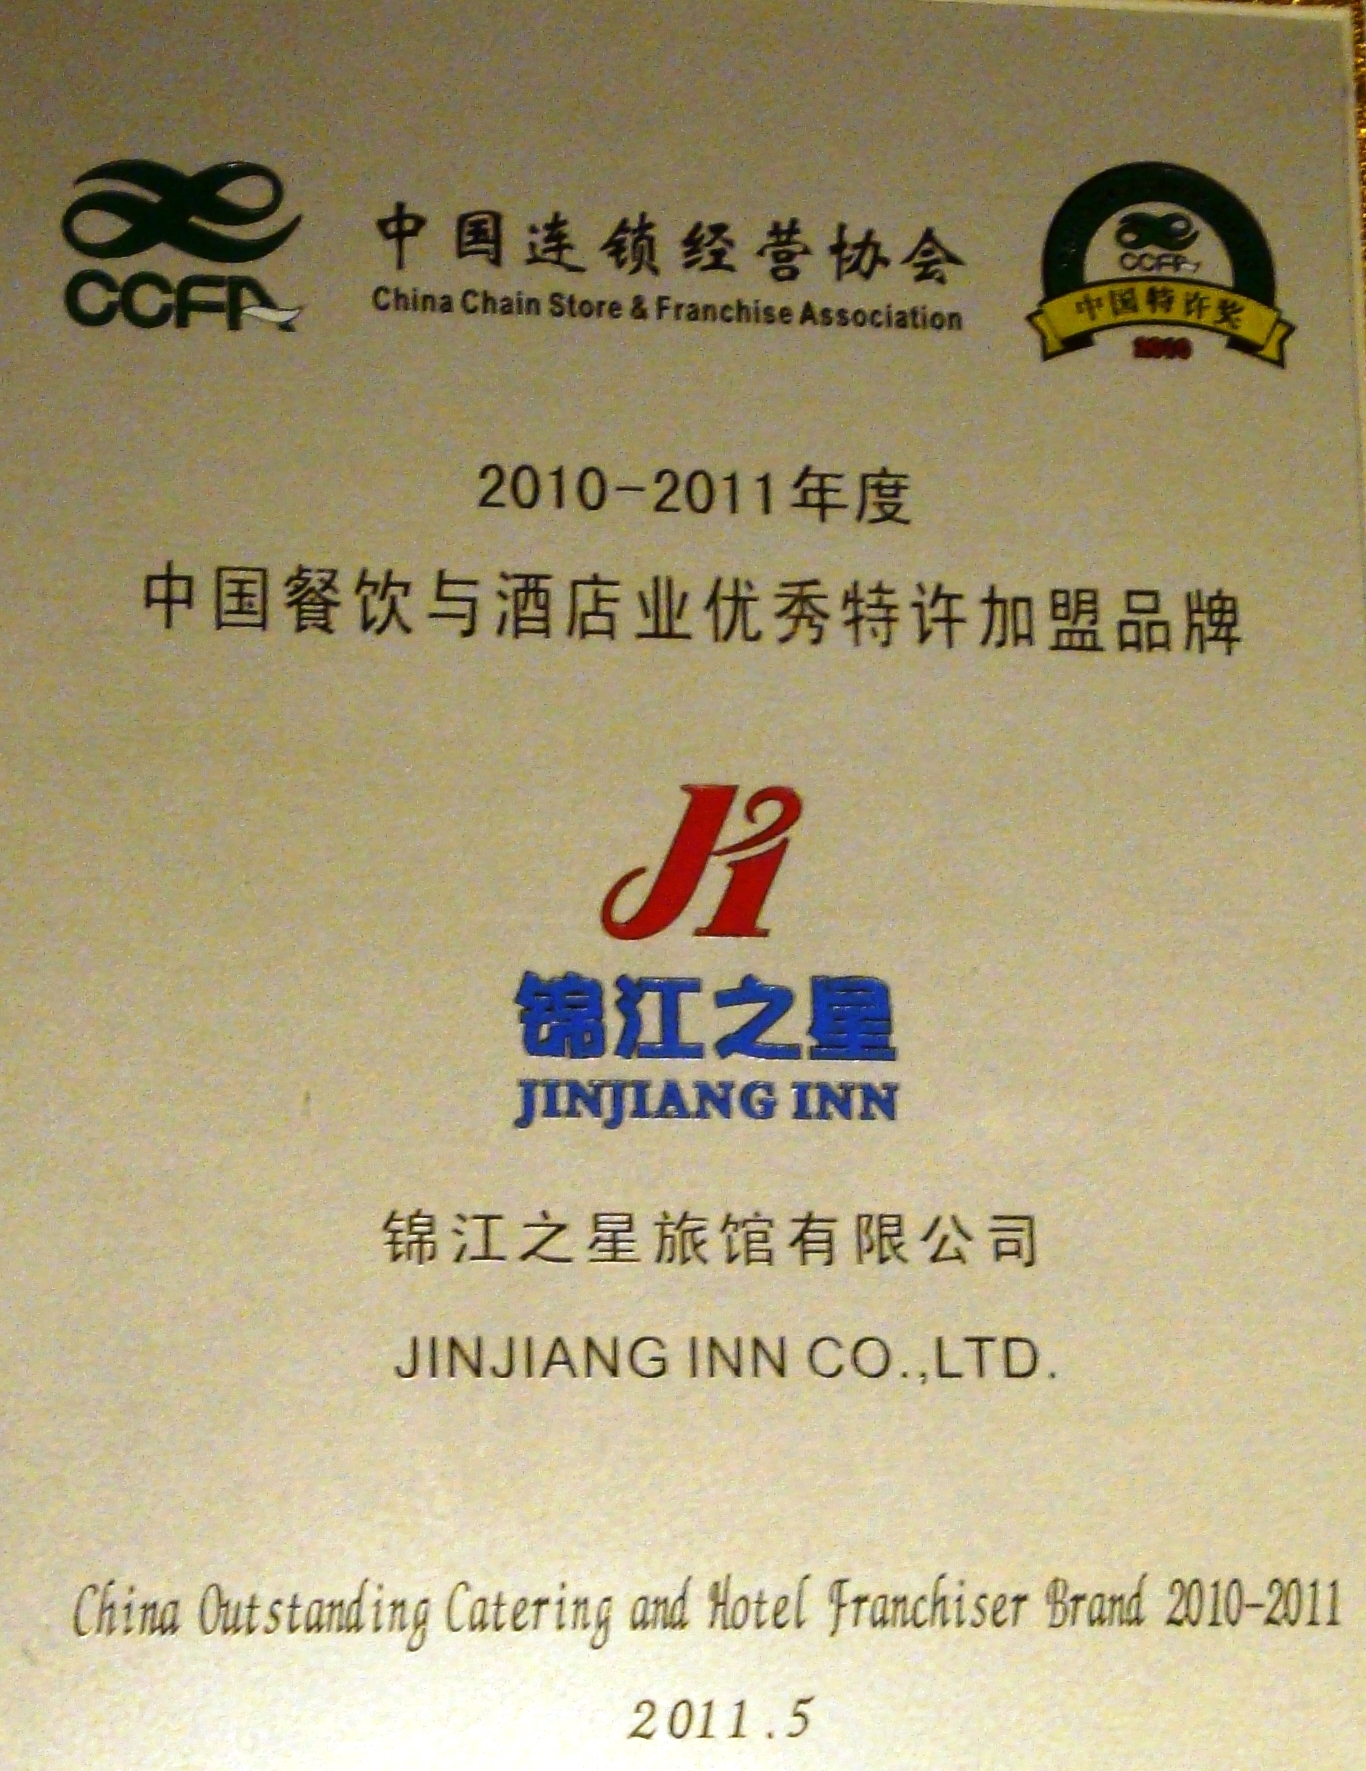 CCFA
中国连锁经营协会
China Chain Store & Franchise Association
CCFA
中国特许奖
2010
2010-2011年度
中国餐饮与酒店业优秀特许加盟品牌
锦江之星
JINJIANG INN
锦江之星旅馆有限公司
JINJIANG INN CO.,LTD.
China Outstanding Catering and Hotel Franchiser Brand 2010-2011
2011.5